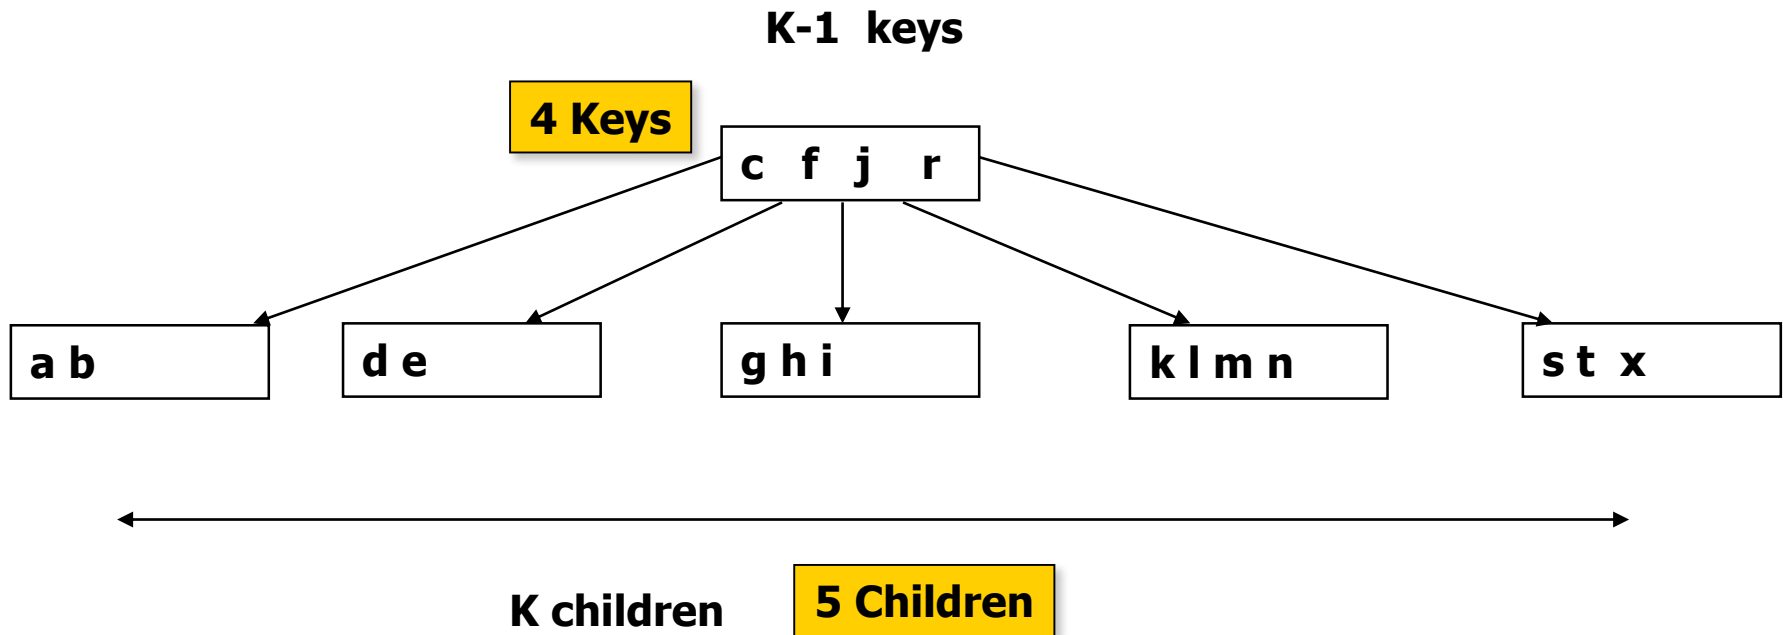 K-1 keys
4 Keys
c f j r
a b
d e
g h i
k l m n
s t x
K children
5 Children